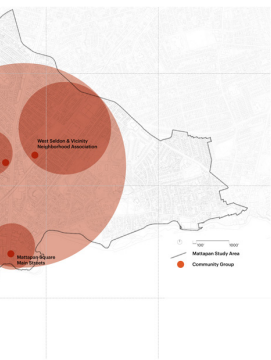 West Selden & Vicinity
Neighborhood Association
Mattapan Square
Main Streets
Mattapan Study Area
Community Group